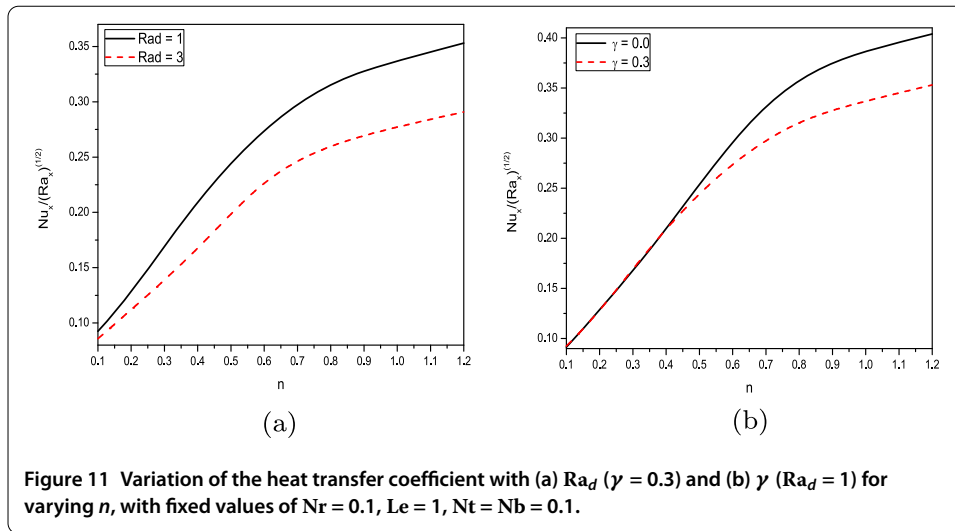 Rad = 1
Rad = 3
0.35
0.30
0.25
0.20
0.15
0.10
Nu_x/(Ra_x)^(1/2)
0.1 0.2 0.3 0.4 0.5 0.6 0.7 0.8 0.9 1.0 1.1 1.2
n
(a)
γ = 0.0
γ = 0.3
0.40
0.35
0.30
0.25
0.20
0.15
0.10
Nu_x/(Ra_x)^(1/2)
0.1 0.2 0.3 0.4 0.5 0.6 0.7 0.8 0.9 1.0 1.1 1.2
n
(b)
Figure 11 Variation of the heat transfer coefficient with (a) Ra_d (γ = 0.3) and (b) γ (Ra_d = 1) for
varying n, with fixed values of Nr = 0.1, Le = 1, Nt = Nb = 0.1.